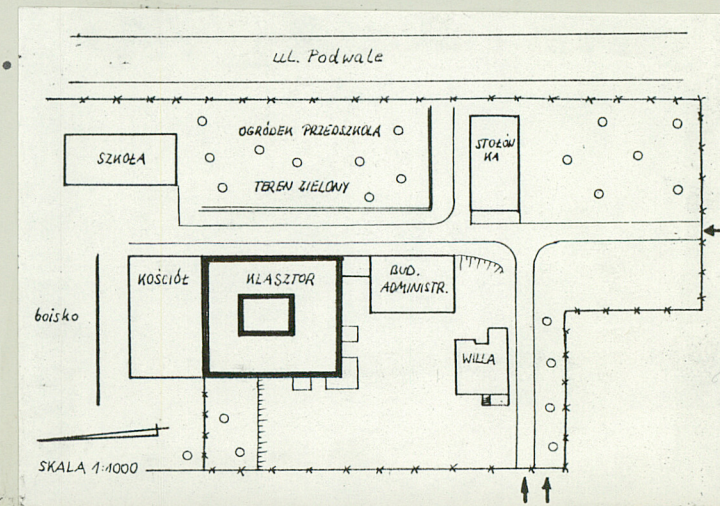 ul. Podwale
OGRÓDEK PRZEDSZKOLA
SZKOŁA
STOŁÓW
KA
TEREN ZIELONY
KOŚCIÓŁ
KLASZTOR
BUD.
ADMINISTR.
boisko
WILLA
SKALA 1:1000